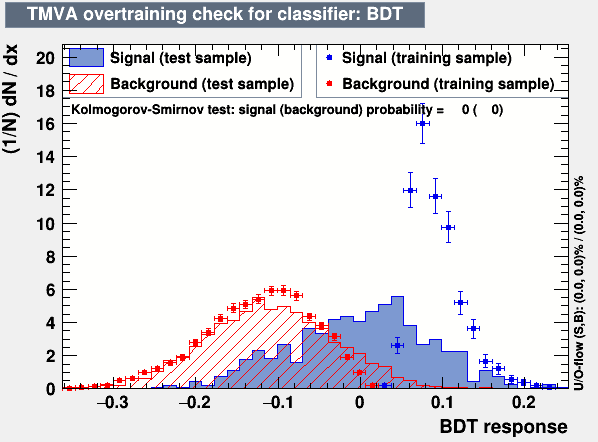 TMVA overtraining check for classifier: BDT
(1/N) dN / dx
20
18
16
14
12
10
8
6
4
2
0
Signal (test sample)
Background (test sample)
Signal (training sample)
Background (training sample)
Kolmogorov-Smirnov test: signal (background) probability = 0 ( 0)
−0.3 −0.2 −0.1 0 0.1 0.2
BDT response
U/O-flow (S,B): (0.0, 0.0)% / (0.0, 0.0)%